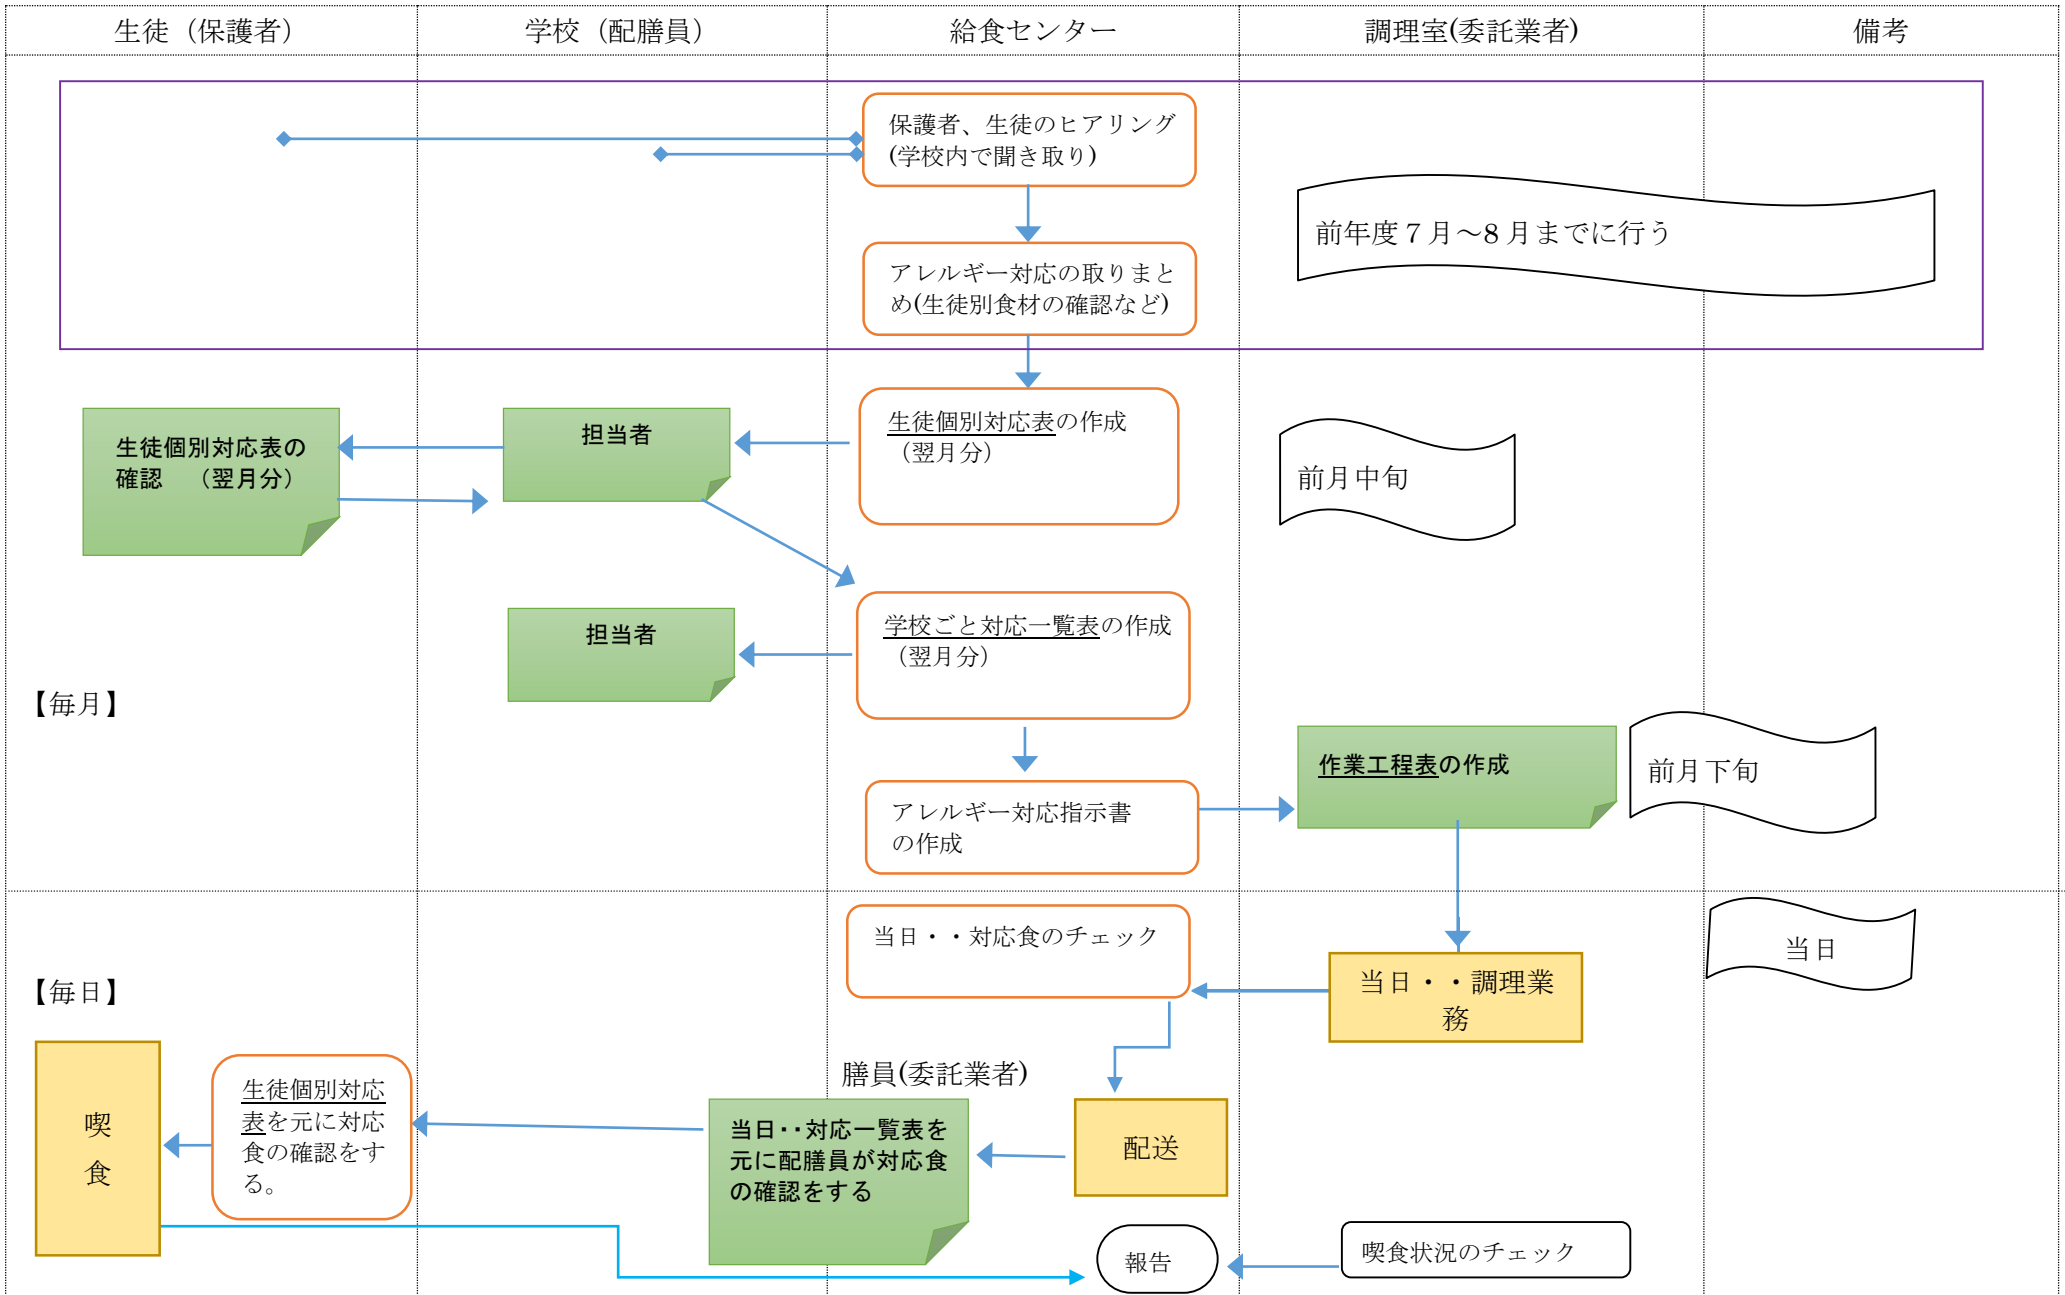 生徒（保護者）
学校（配膳員）
給食センター
調理室(委託業者)
備考
保護者、生徒のヒアリング
(学校内で聞き取り)
前年度７月～8 月までに行う
アレルギー対応の取りまと
め(生徒別食材の確認など)
生徒個別対応表の
確認　（翌月分）
担当者
生徒個別対応表の作成
（翌月分）
前月中旬
担当者
学校ごと対応一覧表の作成
（翌月分）
【毎月】
作業工程表の作成
前月下旬
アレルギー対応指示書
の作成
当日・・対応食のチェック
当日
【毎日】
当日・・調理業
務
膳員(委託業者)
喫
食
生徒個別対応
表を元に対応
食の確認をす
る。
当日・・対応一覧表を
元に配膳員が対応食
の確認をする
配送
報告
喫食状況のチェック